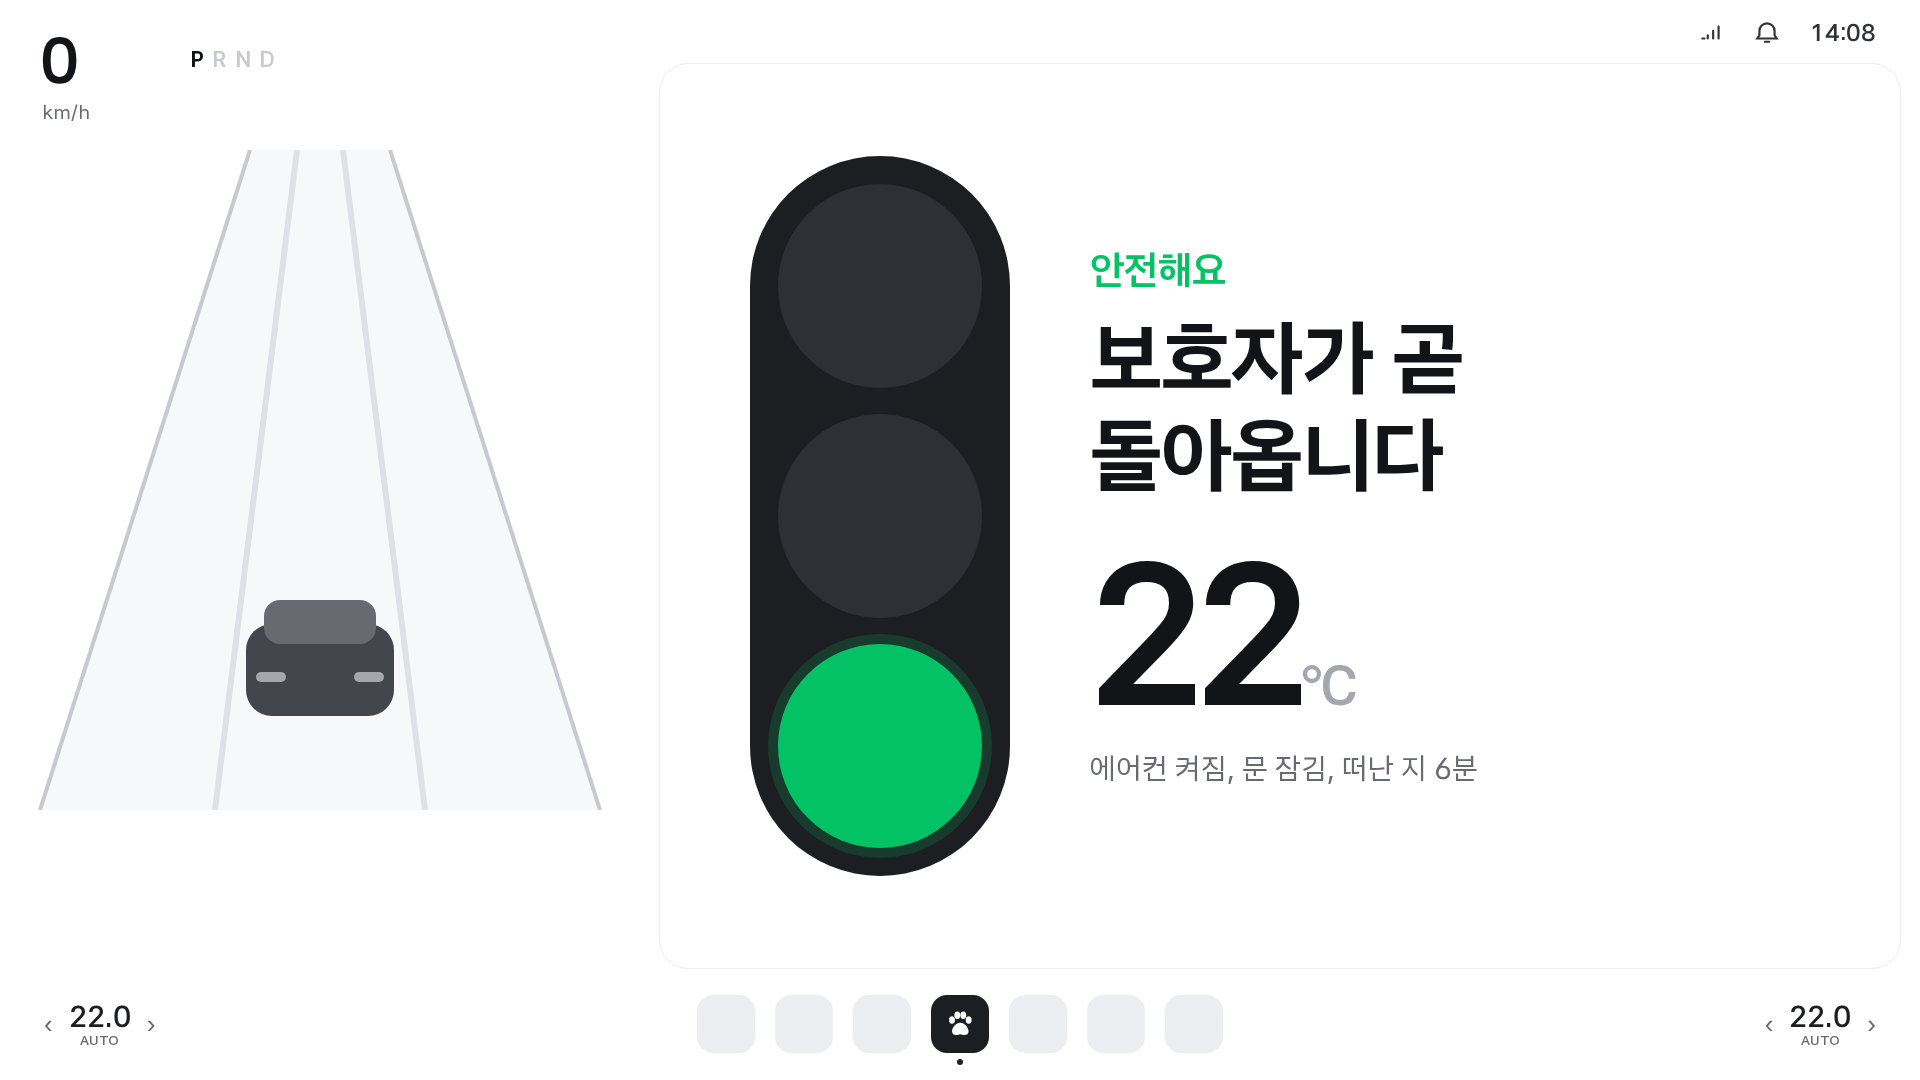 0
P R N D
km/h
14:08
안전해요
보호자가 곧
돌아옵니다
22°C
에어컨 켜짐, 문 잠김, 떠난 지 6분
‹ 22.0 ›
AUTO
‹ 22.0 ›
AUTO